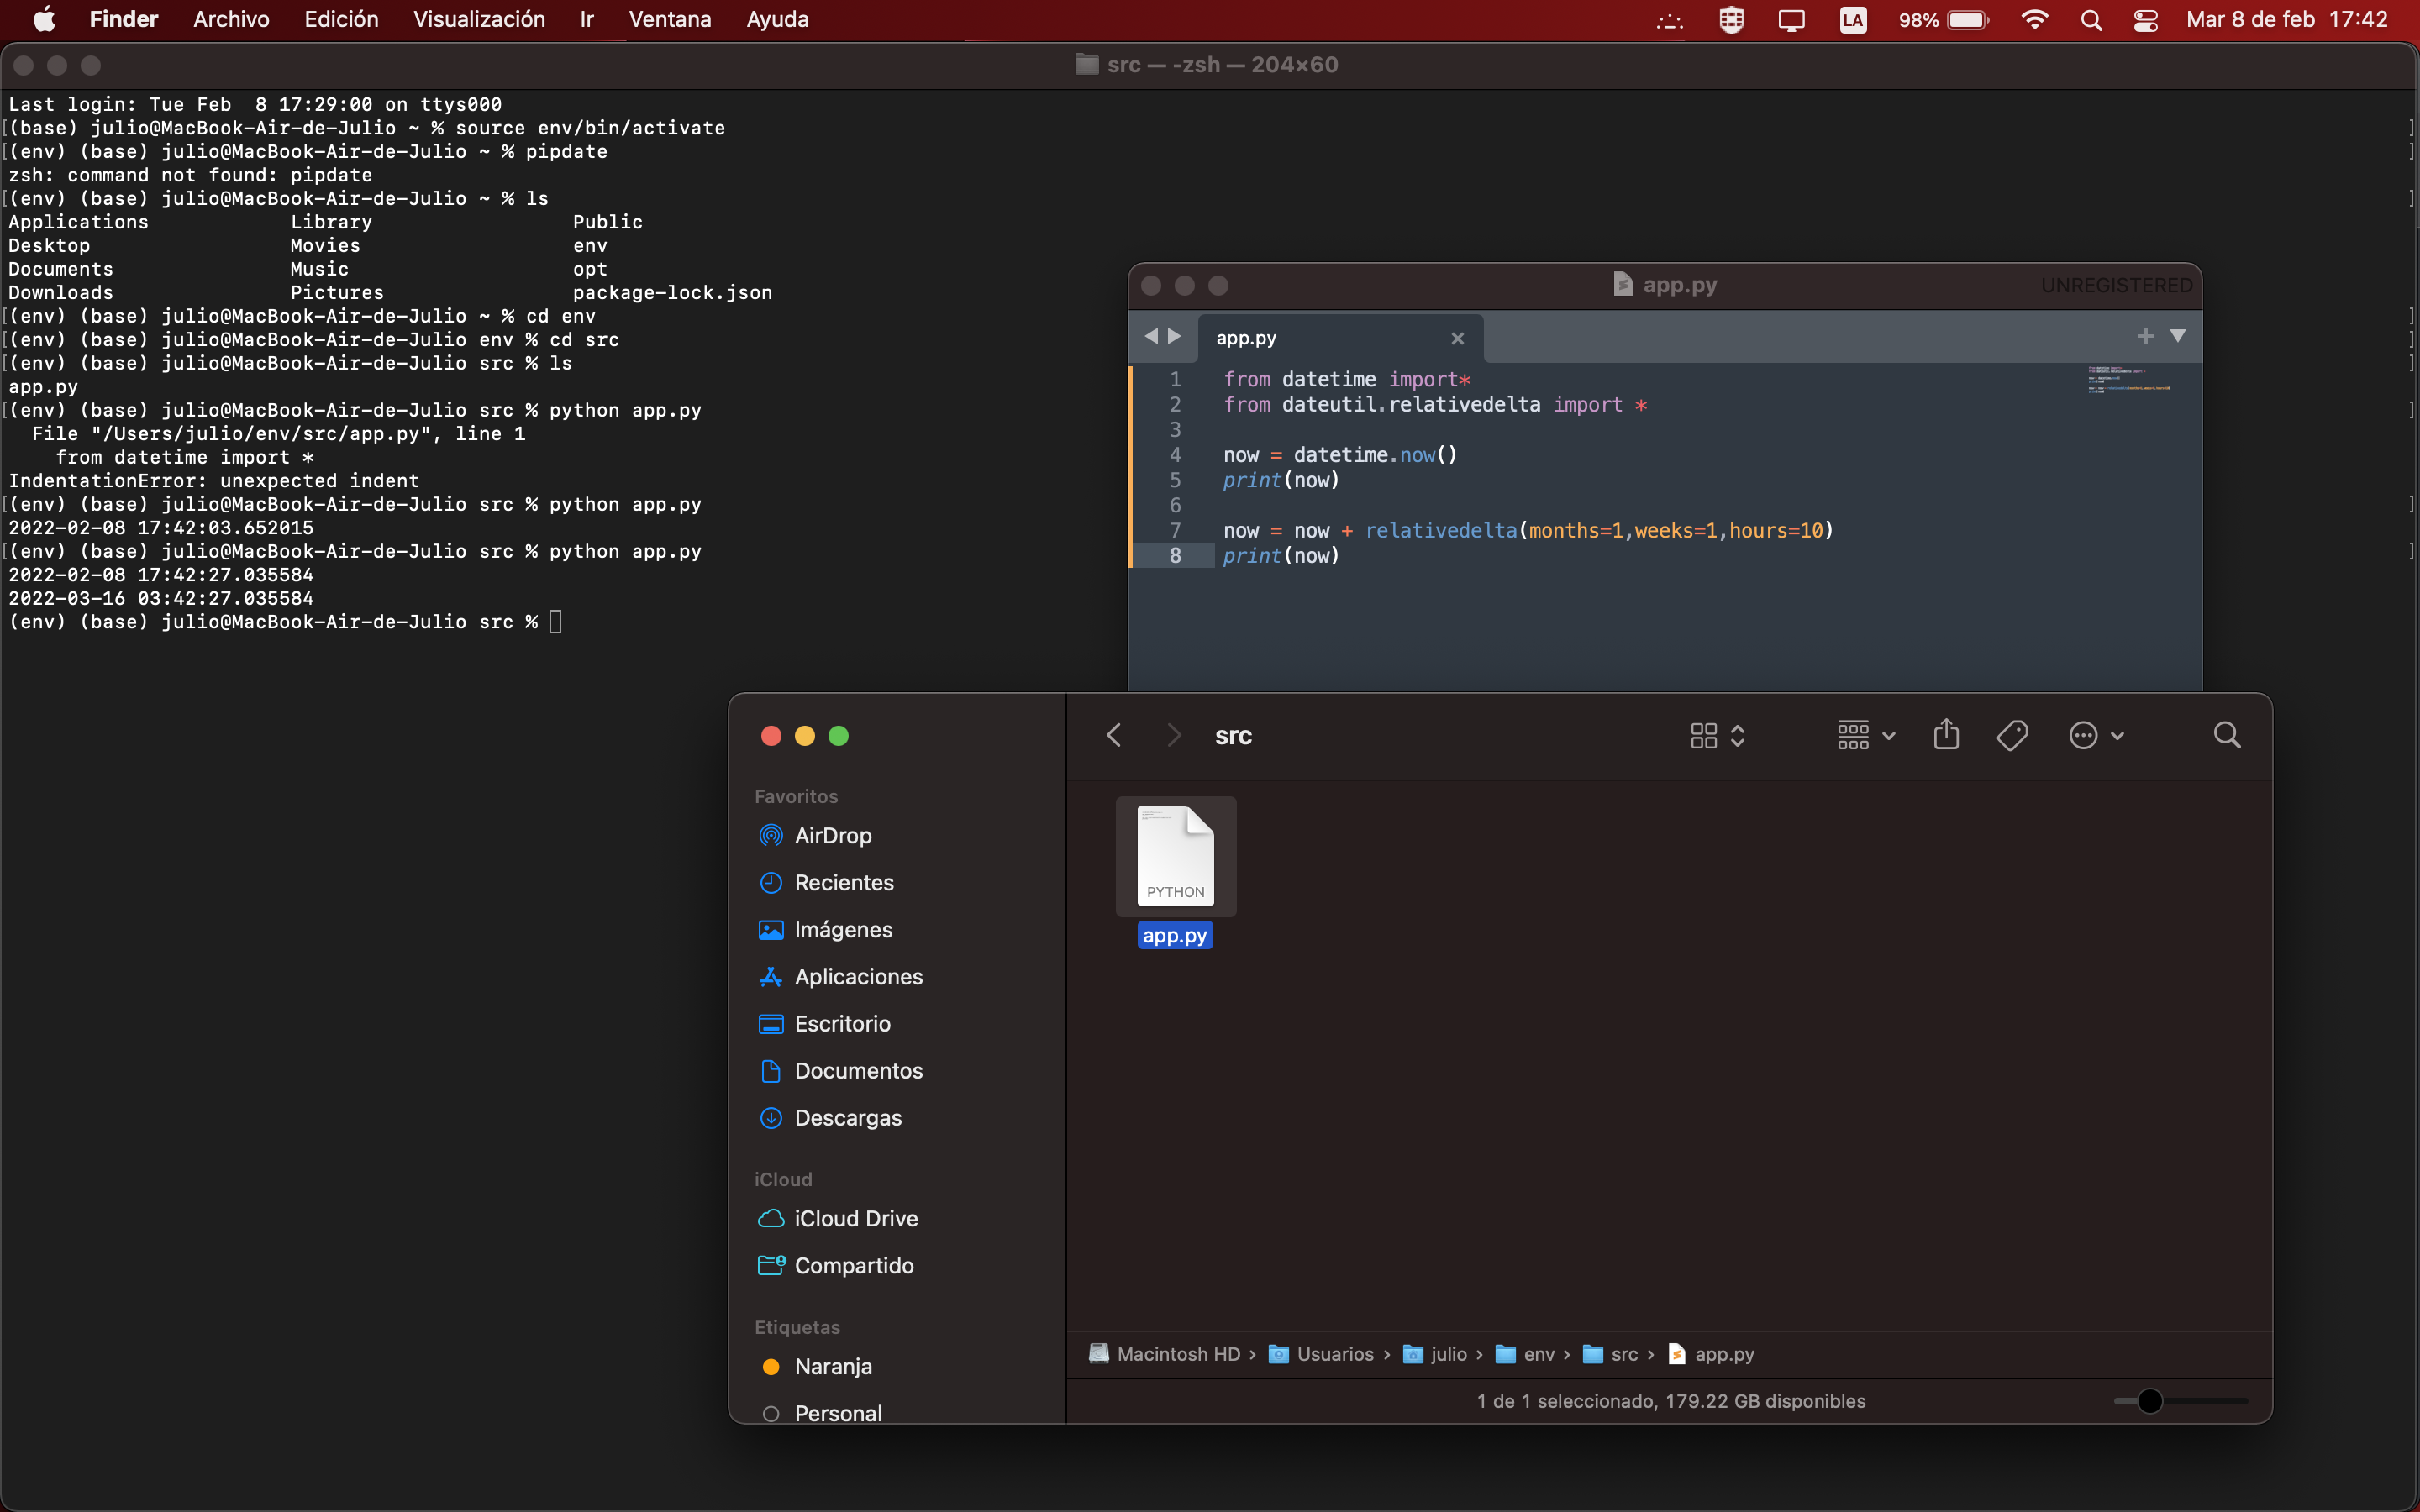 Finder Archivo Edición Visualización Ir Ventana Ayuda LA 98% Mar 8 de feb 17:42
src — -zsh — 204×60
Last login: Tue Feb  8 17:29:00 on ttys000
[(base) julio@MacBook-Air-de-Julio ~ % source env/bin/activate ]
[(env) (base) julio@MacBook-Air-de-Julio ~ % pipdate ]
zsh: command not found: pipdate
[(env) (base) julio@MacBook-Air-de-Julio ~ % ls ]
Applications Library Public
Desktop Movies env
Documents Music opt
Downloads Pictures package-lock.json
[(env) (base) julio@MacBook-Air-de-Julio ~ % cd env ]
[(env) (base) julio@MacBook-Air-de-Julio env % cd src ]
[(env) (base) julio@MacBook-Air-de-Julio src % ls ]
app.py
[(env) (base) julio@MacBook-Air-de-Julio src % python app.py ]
  File "/Users/julio/env/src/app.py", line 1
    from datetime import *
IndentationError: unexpected indent
[(env) (base) julio@MacBook-Air-de-Julio src % python app.py ]
2022-02-08 17:42:03.652015
[(env) (base) julio@MacBook-Air-de-Julio src % python app.py ]
2022-02-08 17:42:27.035584
2022-03-16 03:42:27.035584
(env) (base) julio@MacBook-Air-de-Julio src %
app.py UNREGISTERED
app.py
1 from datetime import*
2 from dateutil.relativedelta import *
3
4 now = datetime.now()
5 print(now)
6
7 now = now + relativedelta(months=1,weeks=1,hours=10)
8 print(now)
src
Favoritos
AirDrop
Recientes
Imágenes
Aplicaciones
Escritorio
Documentos
Descargas
iCloud
iCloud Drive
Compartido
Etiquetas
Naranja
Personal
PYTHON
app.py
Macintosh HD › Usuarios › julio › env › src › app.py
1 de 1 seleccionado, 179.22 GB disponibles